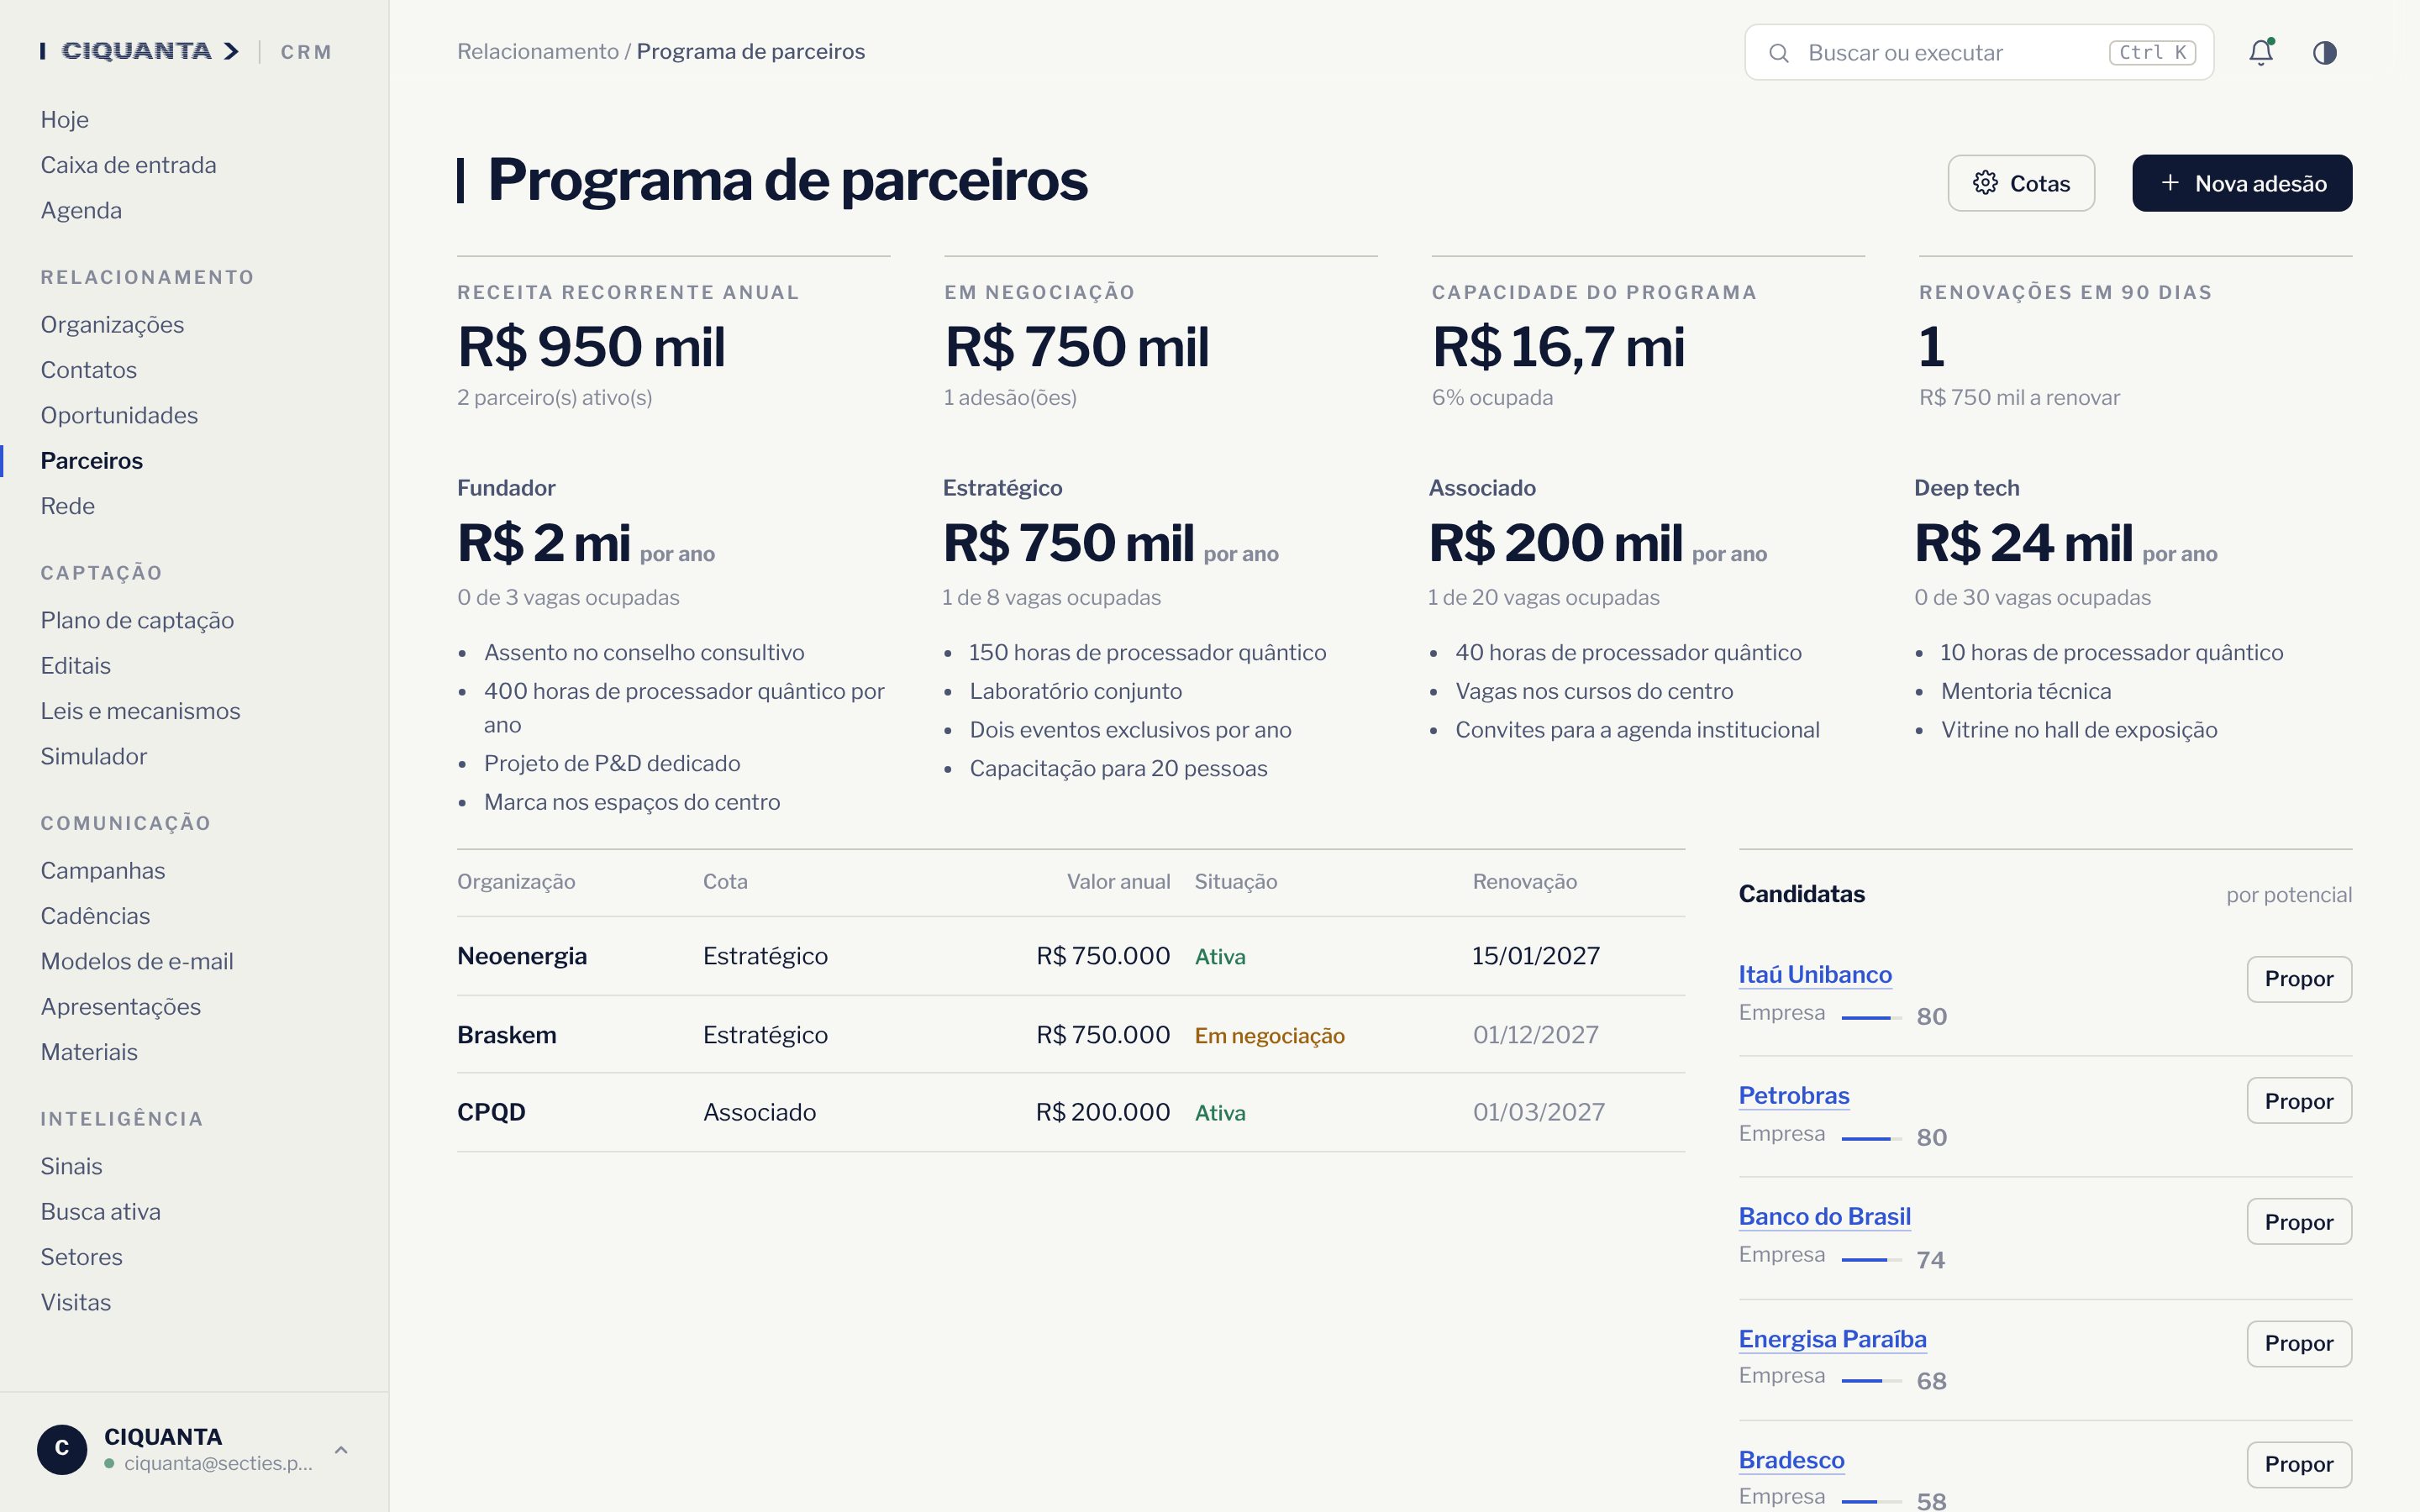 CIQUANTA CRM
Hoje
Caixa de entrada
Agenda
RELACIONAMENTO
Organizações
Contatos
Oportunidades
Parceiros
Rede
CAPTAÇÃO
Plano de captação
Editais
Leis e mecanismos
Simulador
COMUNICAÇÃO
Campanhas
Cadências
Modelos de e-mail
Apresentações
Materiais
INTELIGÊNCIA
Sinais
Busca ativa
Setores
Visitas
C
CIQUANTA
ciquanta@secties.p...
Relacionamento / Programa de parceiros
Buscar ou executar Ctrl K
Programa de parceiros
Cotas
+ Nova adesão
RECEITA RECORRENTE ANUAL
R$ 950 mil
2 parceiro(s) ativo(s)
EM NEGOCIAÇÃO
R$ 750 mil
1 adesão(ões)
CAPACIDADE DO PROGRAMA
R$ 16,7 mi
6% ocupada
RENOVAÇÕES EM 90 DIAS
1
R$ 750 mil a renovar
Fundador
R$ 2 mi por ano
0 de 3 vagas ocupadas
• Assento no conselho consultivo
• 400 horas de processador quântico por
ano
• Projeto de P&D dedicado
• Marca nos espaços do centro
Estratégico
R$ 750 mil por ano
1 de 8 vagas ocupadas
• 150 horas de processador quântico
• Laboratório conjunto
• Dois eventos exclusivos por ano
• Capacitação para 20 pessoas
Associado
R$ 200 mil por ano
1 de 20 vagas ocupadas
• 40 horas de processador quântico
• Vagas nos cursos do centro
• Convites para a agenda institucional
Deep tech
R$ 24 mil por ano
0 de 30 vagas ocupadas
• 10 horas de processador quântico
• Mentoria técnica
• Vitrine no hall de exposição
Organização Cota Valor anual Situação Renovação
Neoenergia Estratégico R$ 750.000 Ativa 15/01/2027
Braskem Estratégico R$ 750.000 Em negociação 01/12/2027
CPQD Associado R$ 200.000 Ativa 01/03/2027
Candidatas por potencial
Itaú Unibanco Propor
Empresa 80
Petrobras Propor
Empresa 80
Banco do Brasil Propor
Empresa 74
Energisa Paraíba Propor
Empresa 68
Bradesco Propor
Empresa 58